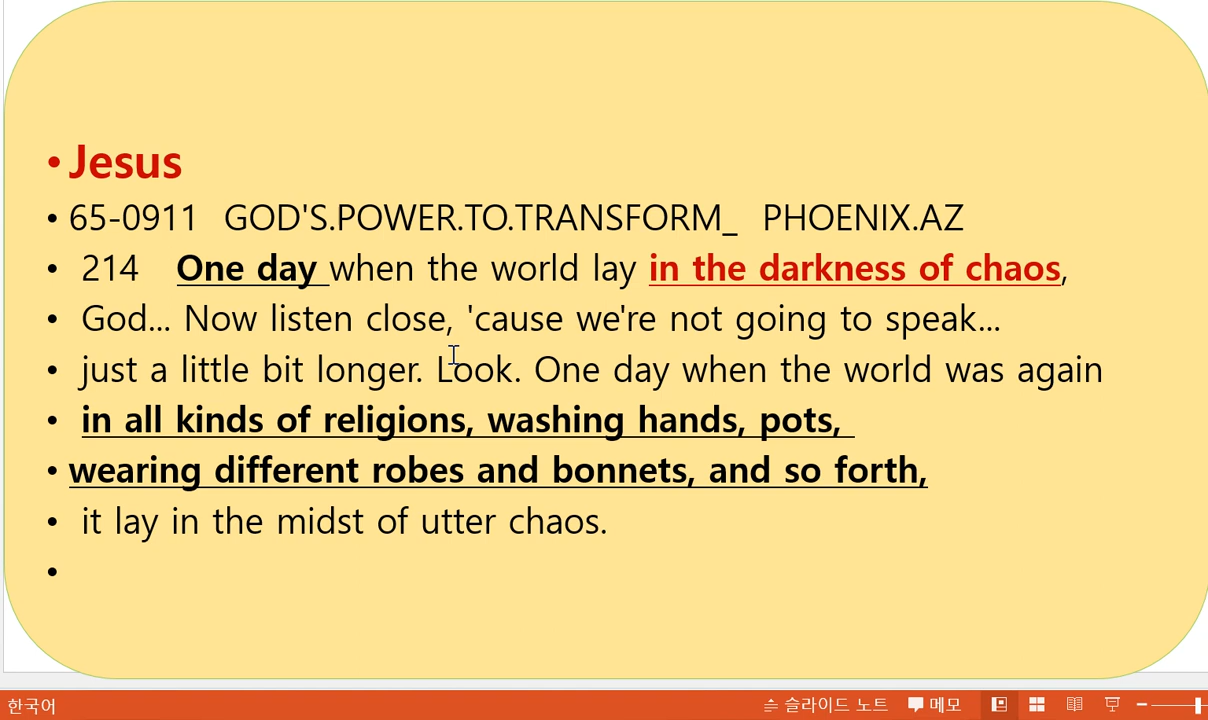 • Jesus
• 65-0911 GOD'S.POWER.TO.TRANSFORM_ PHOENIX.AZ
• 214 One day when the world lay in the darkness of chaos,
• God... Now listen close, 'cause we're not going to speak...
• just a little bit longer. Look. One day when the world was again
• in all kinds of religions, washing hands, pots,
• wearing different robes and bonnets, and so forth,
• it lay in the midst of utter chaos.
•
한국어 슬라이드 노트 메모